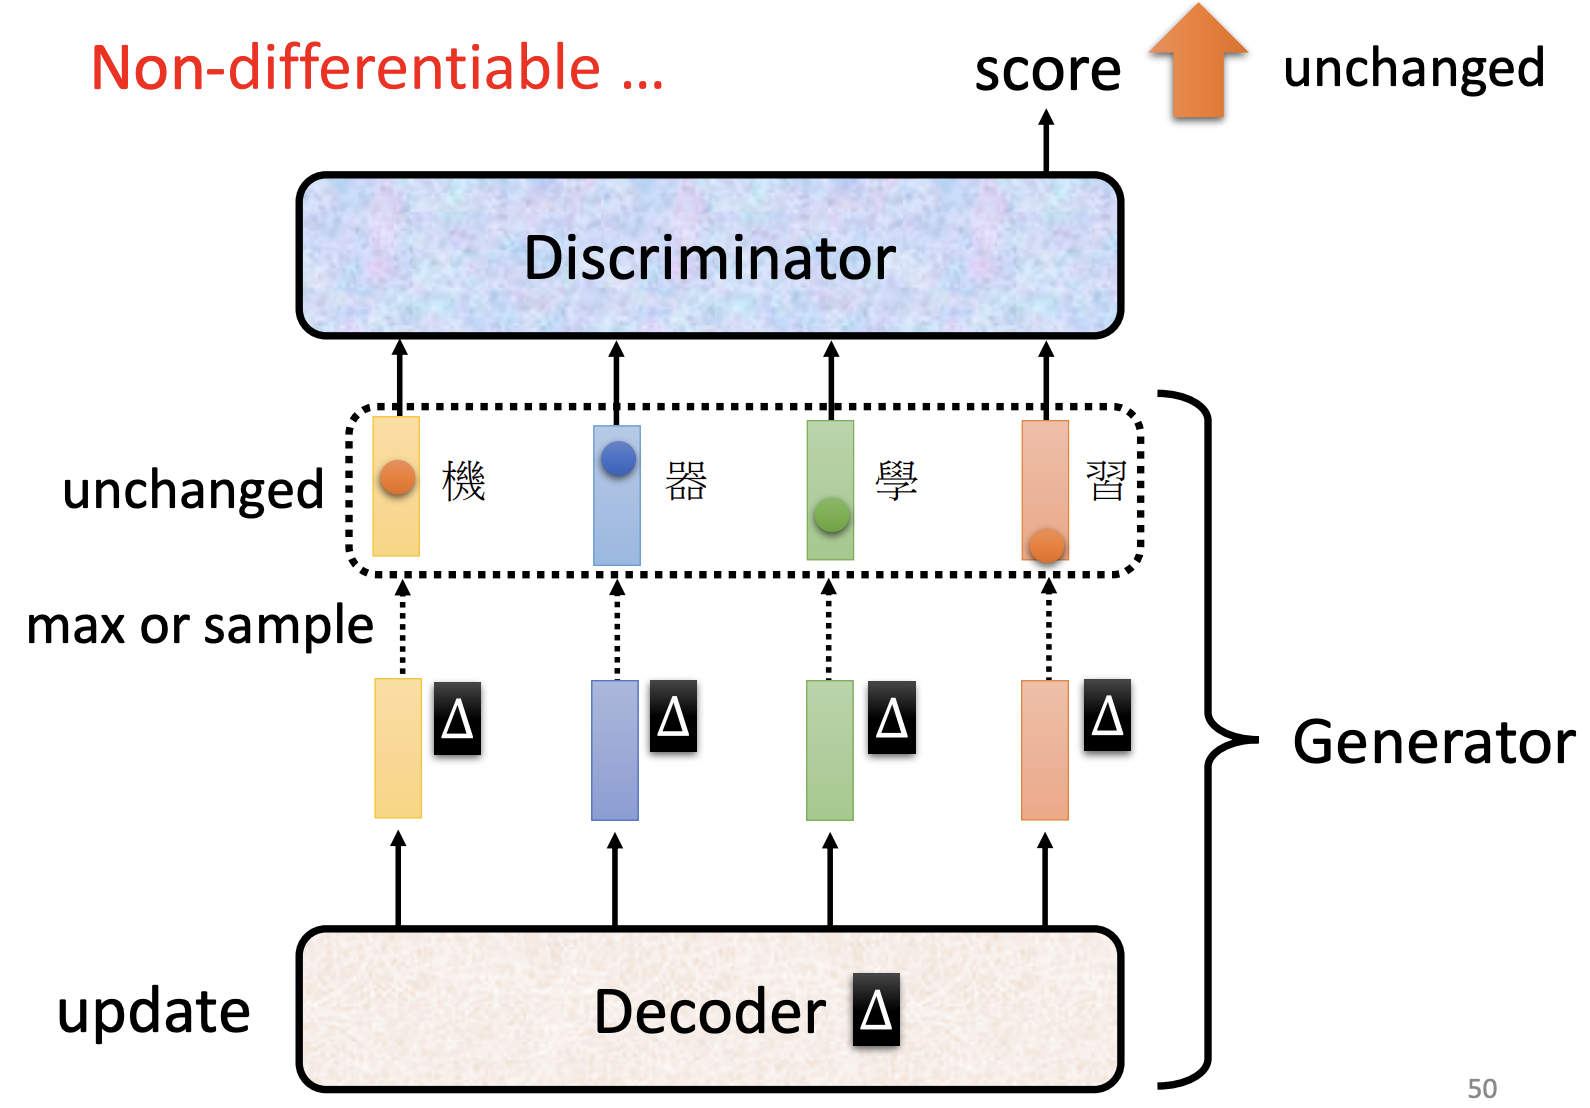 Non-differentiable ...
score
unchanged
Discriminator
unchanged
機 器 學 習
max or sample
Δ Δ Δ Δ
Generator
update
Decoder Δ
50